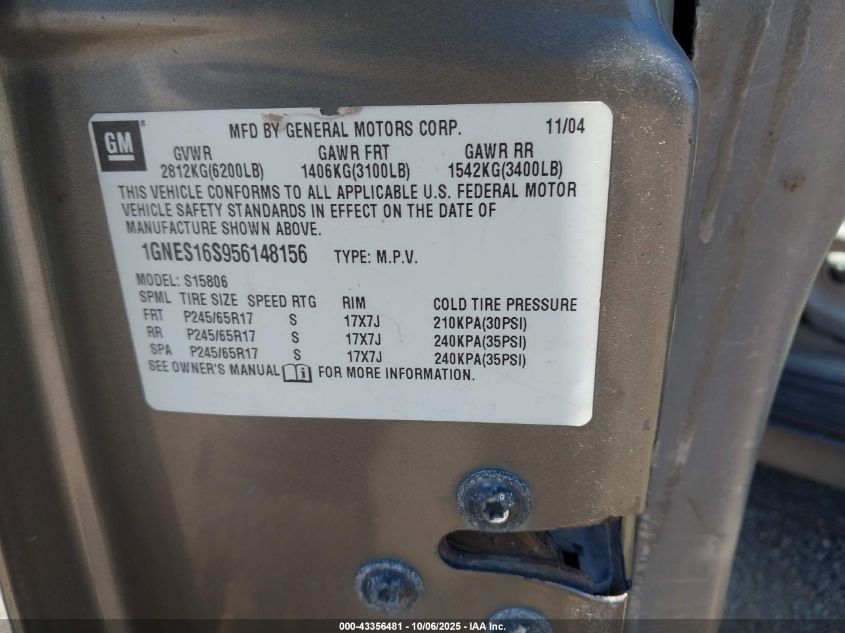 GM® MFD BY GENERAL MOTORS CORP. 11/04
GVWR GAWR FRT GAWR RR
2812KG(6200LB) 1406KG(3100LB) 1542KG(3400LB)
THIS VEHICLE CONFORMS TO ALL APPLICABLE U.S. FEDERAL MOTOR
VEHICLE SAFETY STANDARDS IN EFFECT ON THE DATE OF
MANUFACTURE SHOWN ABOVE.
1GNES16S956148156 TYPE: M.P.V.
MODEL: S15806
SPML TIRE SIZE SPEED RTG RIM COLD TIRE PRESSURE
FRT P245/65R17 S 17X7J 210KPA(30PSI)
RR P245/65R17 S 17X7J 240KPA(35PSI)
SPA P245/65R17 S 17X7J 240KPA(35PSI)
SEE OWNER'S MANUAL FOR MORE INFORMATION.
000-43356481 - 10/06/2025 - www.iaai.com